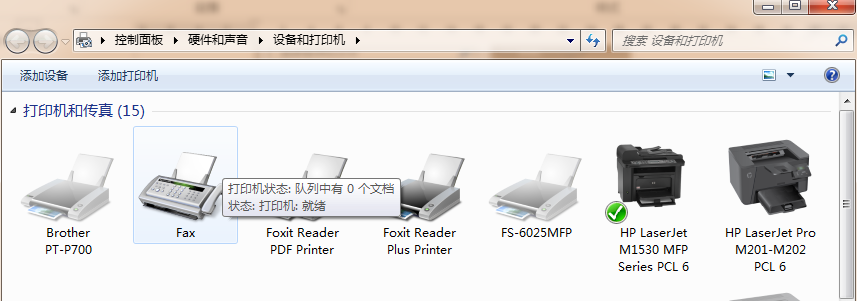 控制面板 硬件和声音 设备和打印机
搜索 设备和打印机
添加设备 添加打印机
打印机和传真 (15)
打印机状态: 队列中有 0 个文档
状态: 打印机: 就绪
Brother
PT-P700
Fax
Foxit Reader
PDF Printer
Foxit Reader
Plus Printer
FS-6025MFP
HP LaserJet
M1530 MFP
Series PCL 6
HP LaserJet Pro
M201-M202
PCL 6